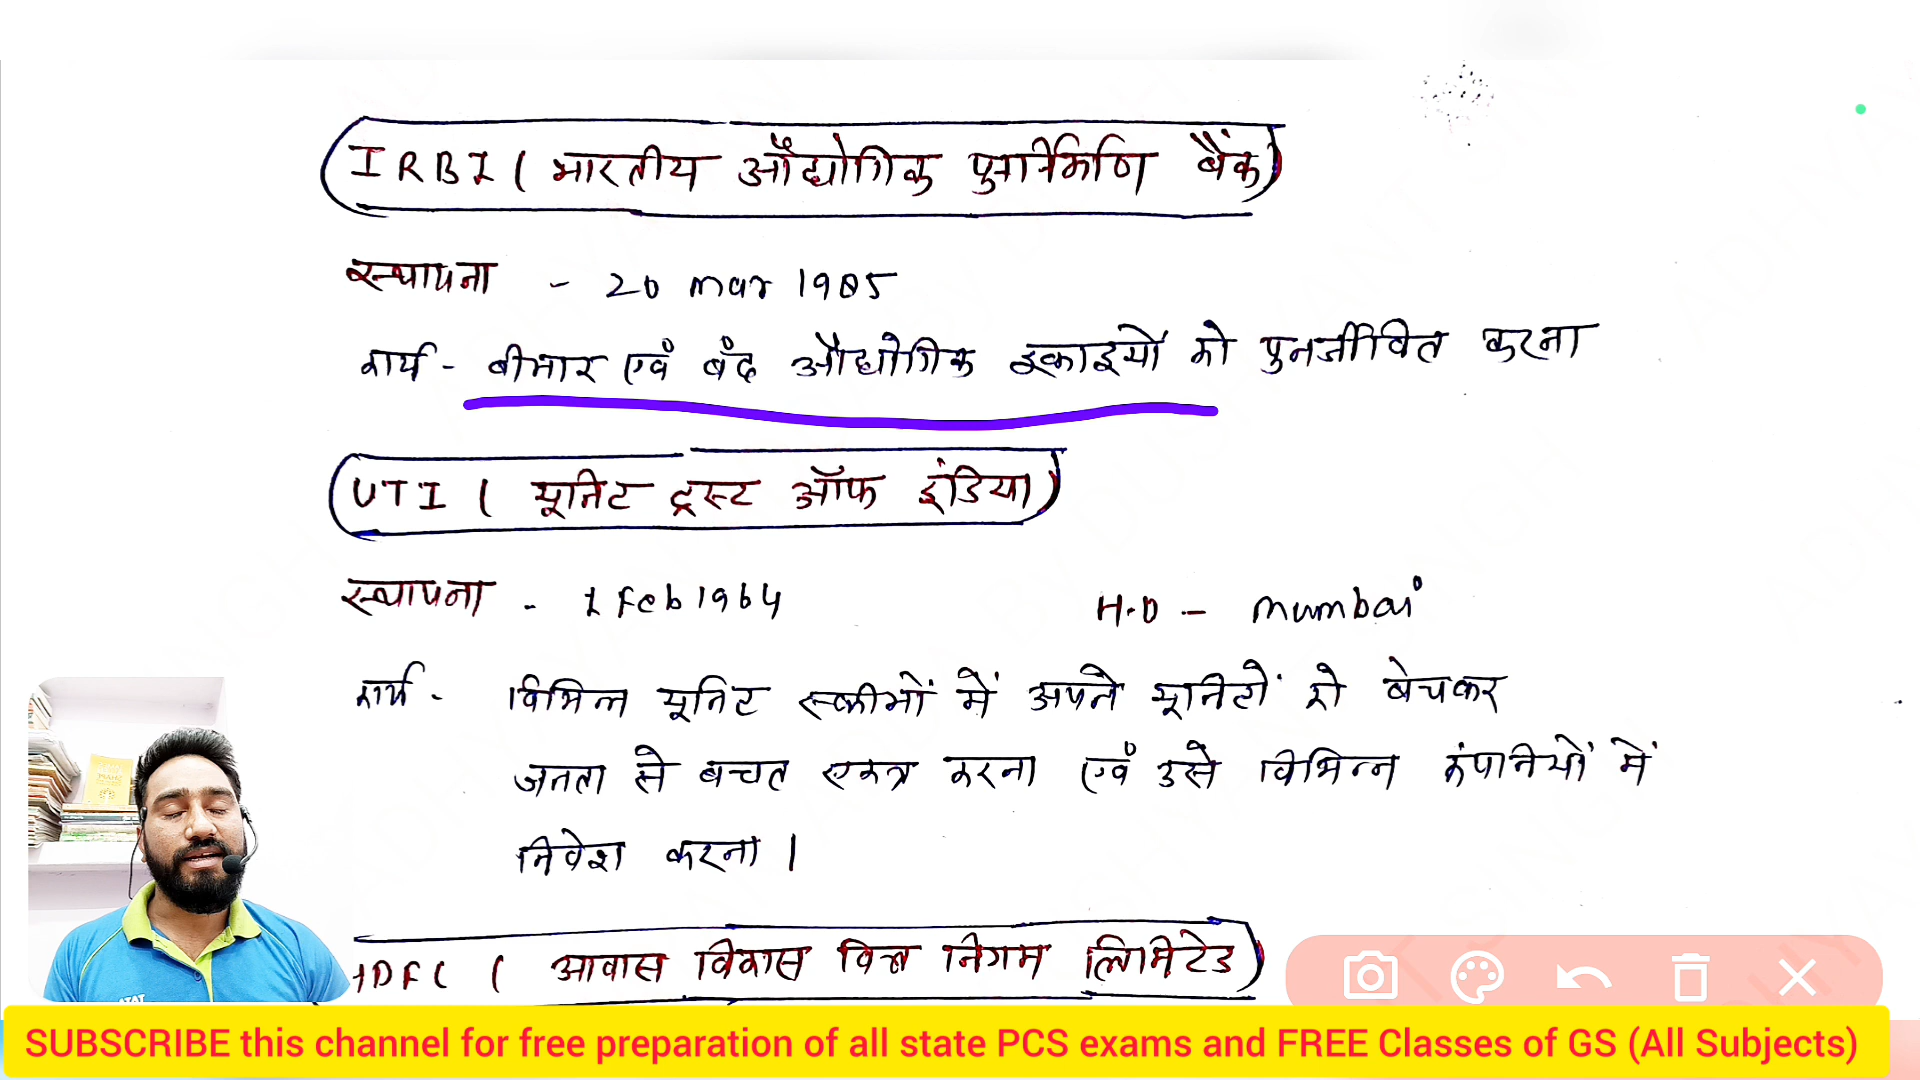 IRBI ( भारतीय औद्योगिक पुनर्निर्माण बैंक)
स्थापना - 20 mar 1985
कार्य - बीमार एवं बंद औद्योगिक इकाइयों को पुनर्जीवित करना
UTI ( यूनिट ट्रस्ट ऑफ इंडिया)
स्थापना - 1 Feb 1964 H.O - mumbai
कार्य - विभिन्न यूनिट स्कीमों में अपने यूनिटों को बेचकर
जनता से बचत एकत्र करना एवं उसे विभिन्न कंपनियों में
निवेश करना ।
HDFC ( आवास विकास वित्त निगम लिमिटेड)
SUBSCRIBE this channel for free preparation of all state PCS exams and FREE Classes of GS (All Subjects)